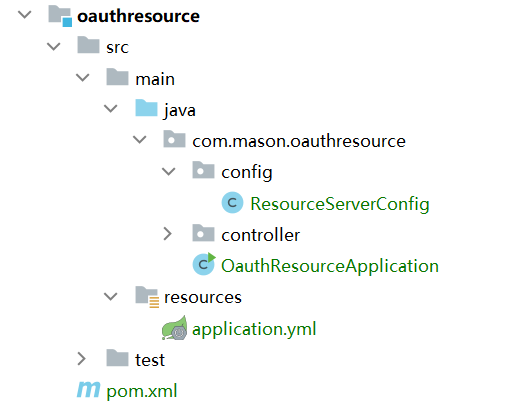 oauthresource
src
main
java
com.mason.oauthresource
config
ResourceServerConfig
controller
OauthResourceApplication
resources
application.yml
test
pom.xml